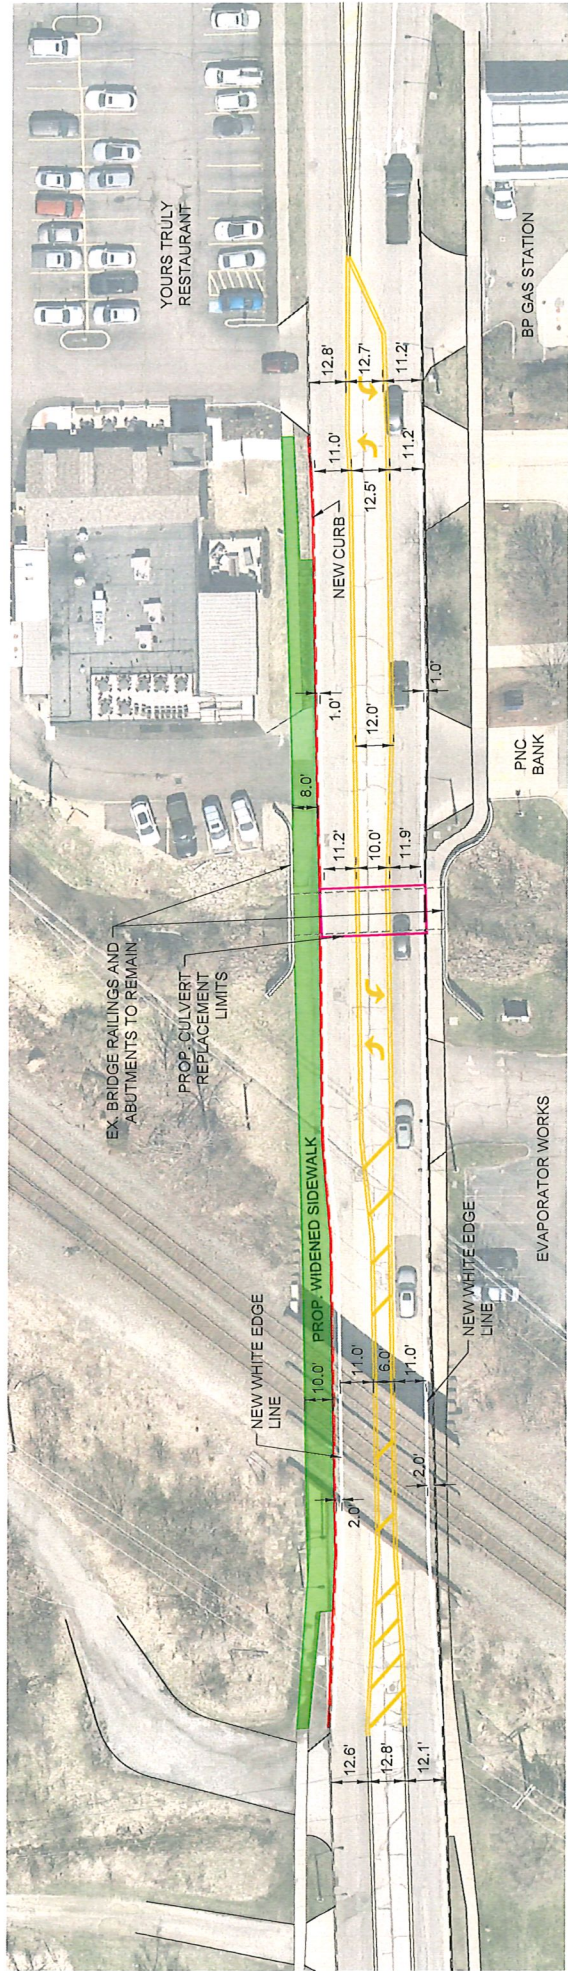 YOURS TRULY
RESTAURANT
12.8'
12.7'
11.2'
BP GAS STATION
11.0'
12.5'
11.2'
NEW CURB
1.0'
12.0'
1.0'
PNC
BANK
8.0'
11.2'
10.0'
11.9'
EX. BRIDGE RAILINGS AND
ABUTMENTS TO REMAIN
PROP. CULVERT
REPLACEMENT
LIMITS
PROP. WIDENED SIDEWALK
EVAPORATOR WORKS
NEW WHITE EDGE
LINE
10.0'
11.0'
6.0'
11.0'
NEW WHITE EDGE
LINE
2.0'
2.0'
12.6'
12.8'
12.1'